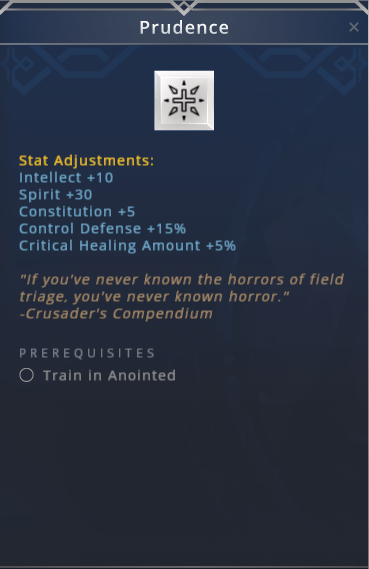 Prudence
Stat Adjustments:
Intellect +10
Spirit +30
Constitution +5
Control Defense +15%
Critical Healing Amount +5%
"If you've never known the horrors of field
triage, you've never known horror."
-Crusader's Compendium
PREREQUISITES
Train in Anointed